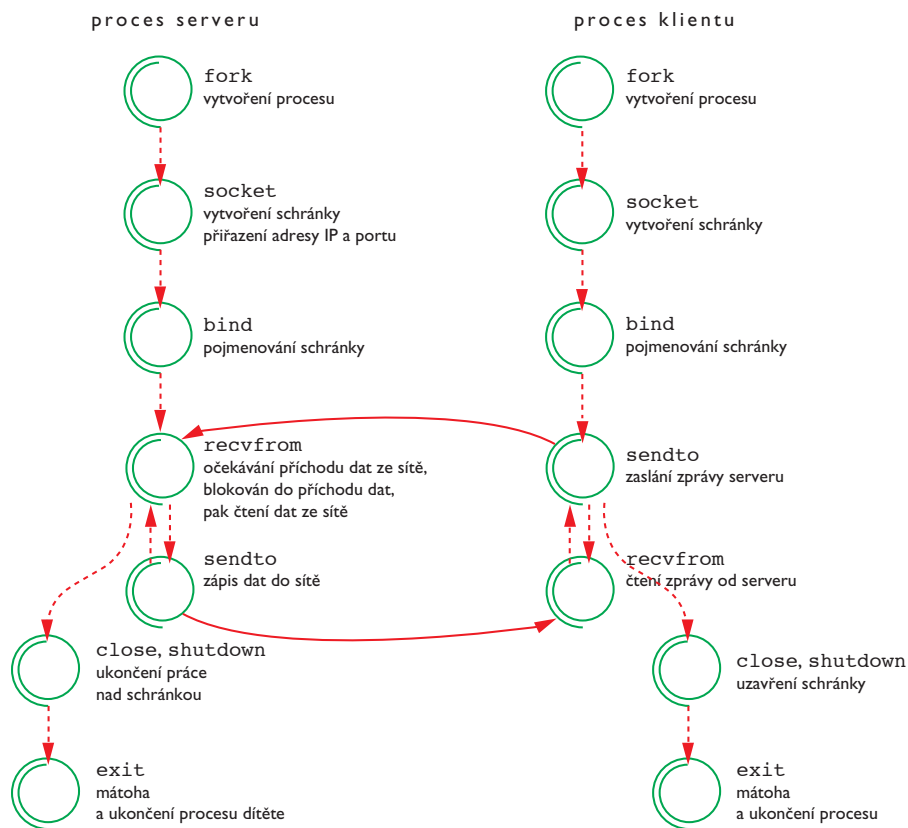 proces serveru
fork
vytvoření procesu
socket
vytvoření schránky
přiřazení adresy IP a portu
bind
pojmenování schránky
recvfrom
očekávání příchodu dat ze sítě,
blokován do příchodu dat,
pak čtení dat ze sítě
sendto
zápis dat do sítě
close, shutdown
ukončení práce
nad schránkou
exit
mátoha
a ukončení procesu dítěte
proces klientu
fork
vytvoření procesu
socket
vytvoření schránky
bind
pojmenování schránky
sendto
zaslání zprávy serveru
recvfrom
čtení zprávy od serveru
close, shutdown
uzavření schránky
exit
mátoha
a ukončení procesu